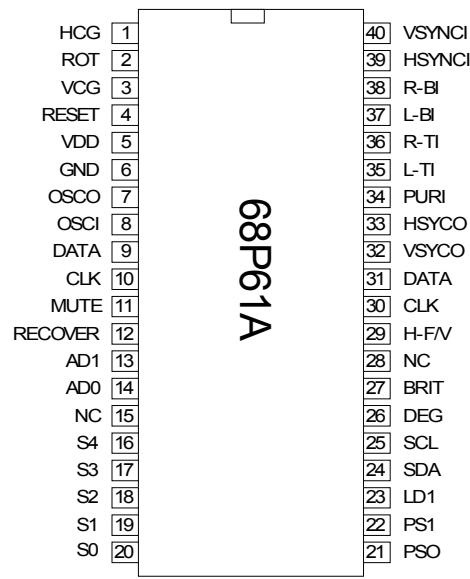 HCG 1 40 VSYNCI
ROT 2 39 HSYNCI
VCG 3 38 R-BI
RESET 4 37 L-BI
VDD 5 36 R-TI
GND 6 35 L-TI
OSCO 7 34 PURI
OSCI 8 33 HSYCO
DATA 9 32 VSYCO
CLK 10 31 DATA
MUTE 11 30 CLK
RECOVER 12 29 H-F/V
AD1 13 28 NC
AD0 14 27 BRIT
NC 15 26 DEG
S4 16 25 SCL
S3 17 24 SDA
S2 18 23 LD1
S1 19 22 PS1
S0 20 21 PSO
68P61A